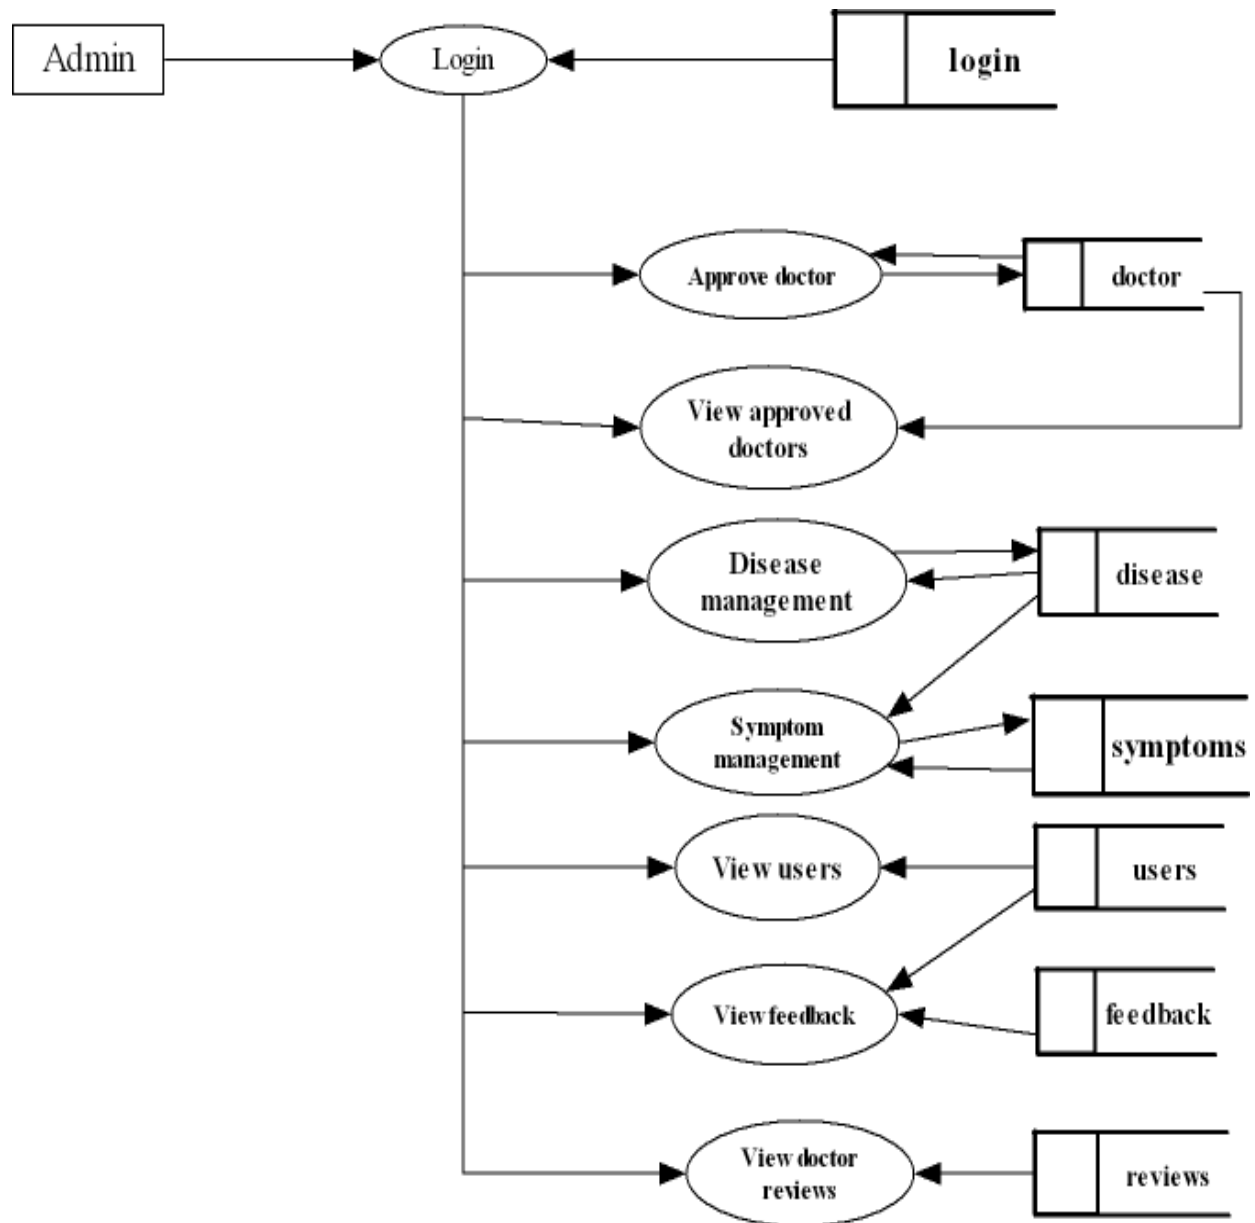 Admin
Login
login
Approve doctor
doctor
View approved
doctors
Disease
management
disease
Symptom
management
symptoms
View users
users
View feedback
feedback
View doctor
reviews
reviews